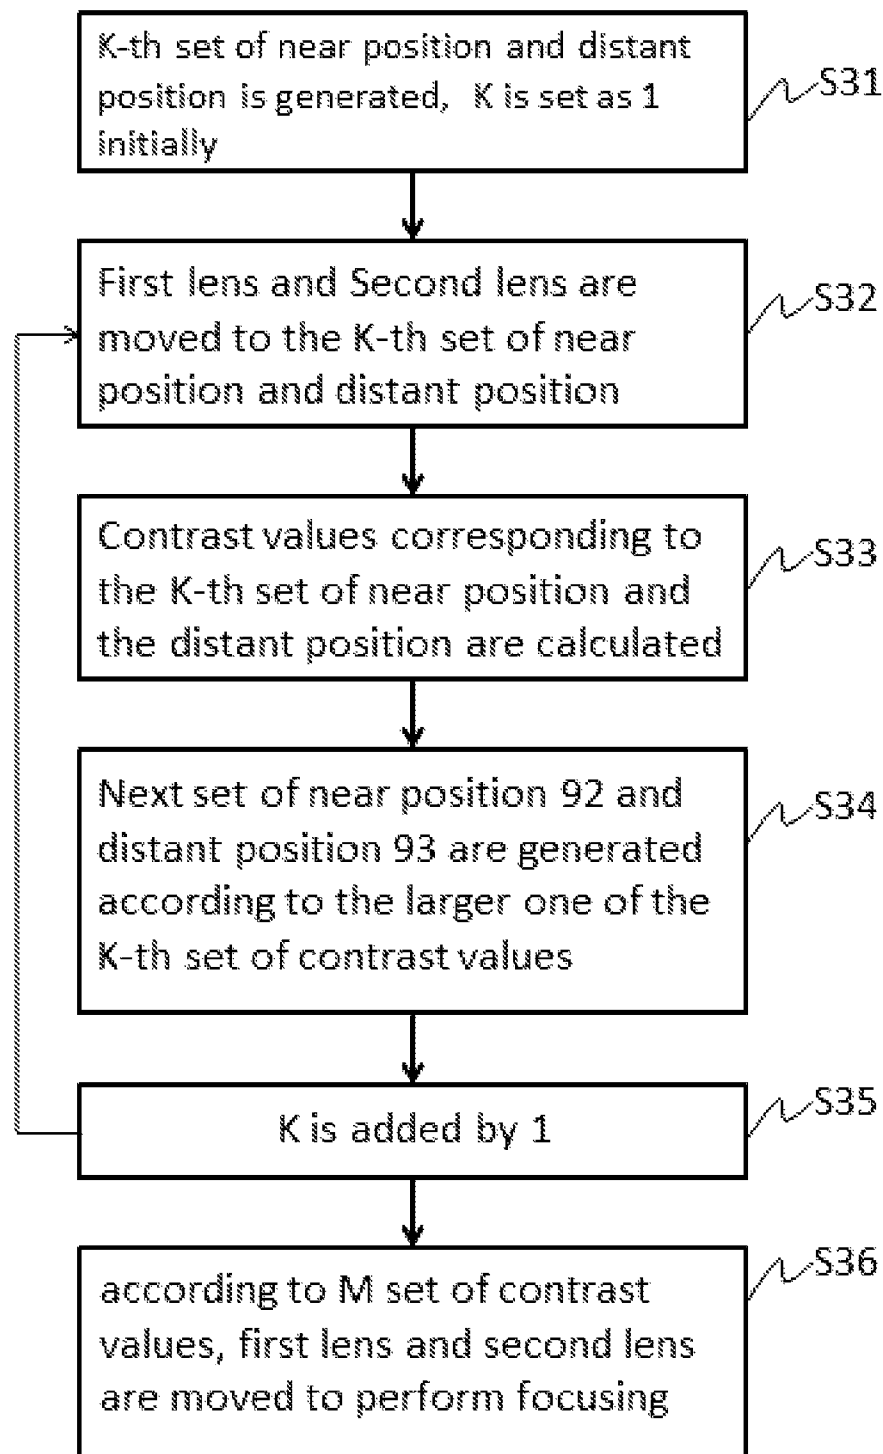 K-th set of near position and distant
position is generated, K is set as 1
initially
S31
First lens and Second lens are
moved to the K-th set of near
position and distant position
S32
Contrast values corresponding to
the K-th set of near position and
the distant position are calculated
S33
Next set of near position 92 and
distant position 93 are generated
according to the larger one of the
K-th set of contrast values
S34
K is added by 1
S35
according to M set of contrast
values, first lens and second lens
are moved to perform focusing
S36